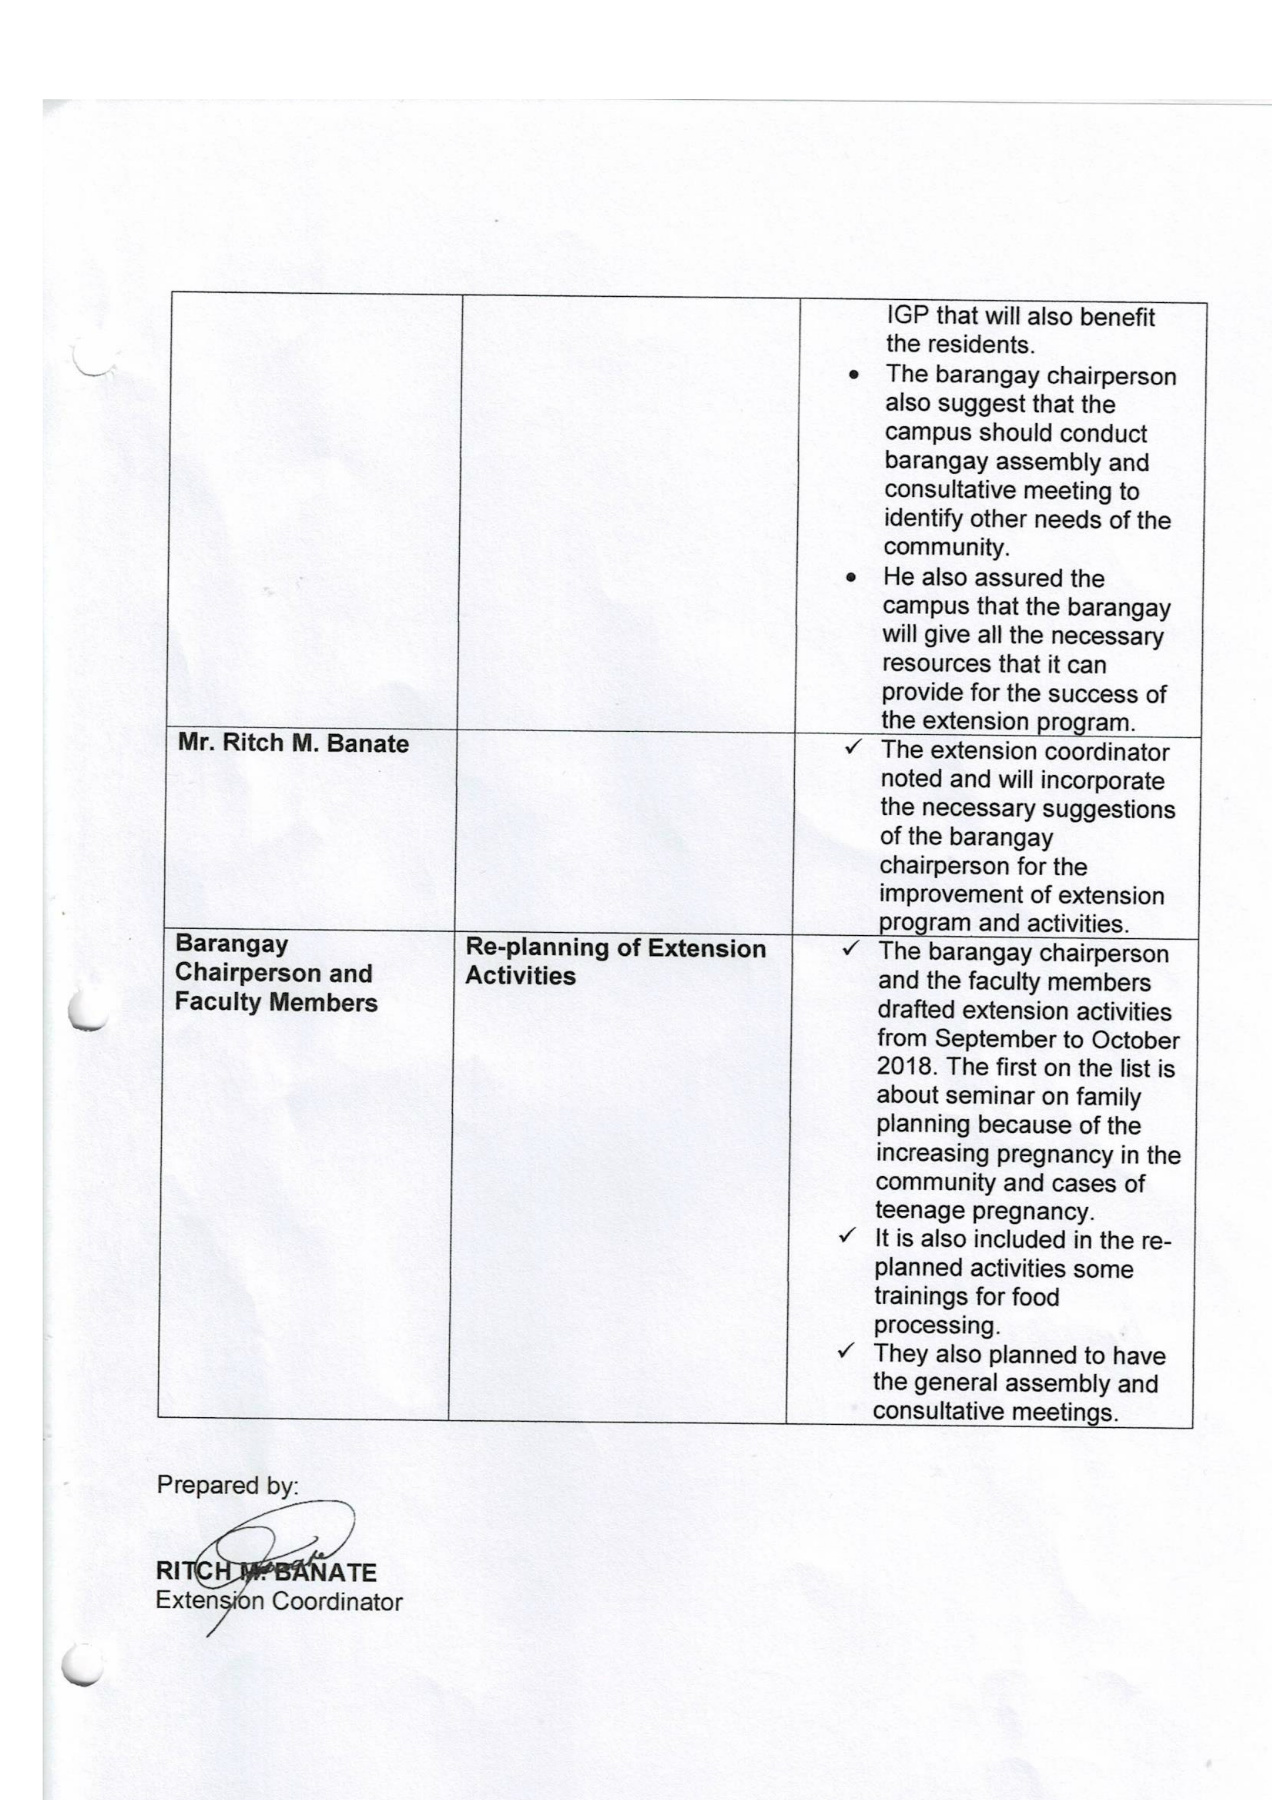 IGP that will also benefit
the residents.
• The barangay chairperson
also suggest that the
campus should conduct
barangay assembly and
consultative meeting to
identify other needs of the
community.
• He also assured the
campus that the barangay
will give all the necessary
resources that it can
provide for the success of
the extension program.
Mr. Ritch M. Banate
✓ The extension coordinator
noted and will incorporate
the necessary suggestions
of the barangay
chairperson for the
improvement of extension
program and activities.
Barangay
Chairperson and
Faculty Members
Re-planning of Extension
Activities
✓ The barangay chairperson
and the faculty members
drafted extension activities
from September to October
2018. The first on the list is
about seminar on family
planning because of the
increasing pregnancy in the
community and cases of
teenage pregnancy.
✓ It is also included in the re-
planned activities some
trainings for food
processing.
✓ They also planned to have
the general assembly and
consultative meetings.
Prepared by:
RITCH M. BANATE
Extension Coordinator